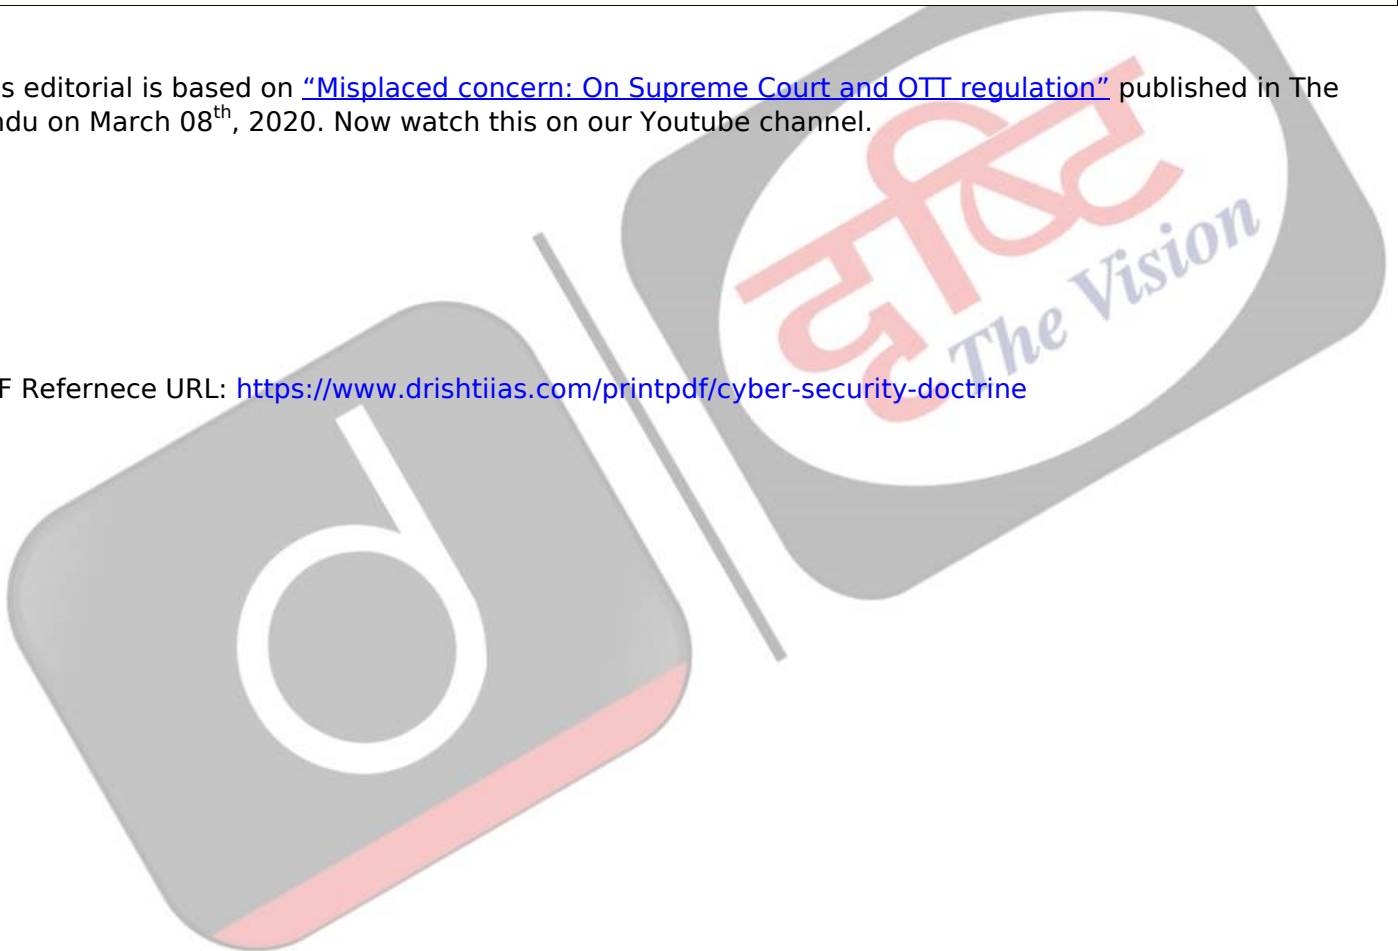 s editorial is based on “Misplaced concern: On Supreme Court and OTT regulation” published in The
ndu on March 08th, 2020. Now watch this on our Youtube channel.
दृष्टि
The Vision
F Refernece URL: https://www.drishtiias.com/printpdf/cyber-security-doctrine
d